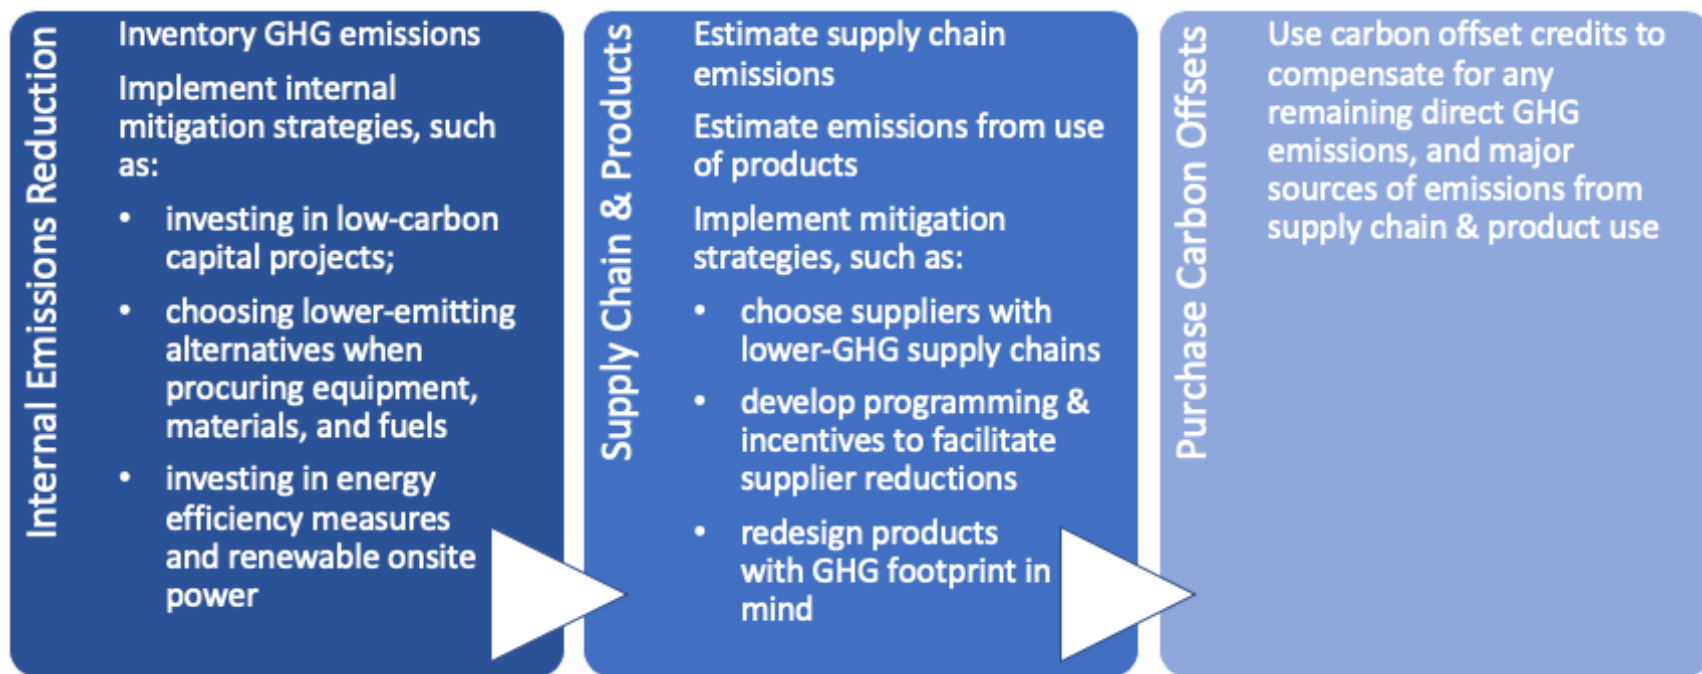 Internal Emissions Reduction
Inventory GHG emissions
Implement internal
mitigation strategies, such
as:
• investing in low-carbon
capital projects;
• choosing lower-emitting
alternatives when
procuring equipment,
materials, and fuels
• investing in energy
efficiency measures
and renewable onsite
power
Supply Chain & Products
Estimate supply chain
emissions
Estimate emissions from use
of products
Implement mitigation
strategies, such as:
• choose suppliers with
lower-GHG supply chains
• develop programming &
incentives to facilitate
supplier reductions
• redesign products
with GHG footprint in
mind
Purchase Carbon Offsets
Use carbon offset credits to
compensate for any
remaining direct GHG
emissions, and major
sources of emissions from
supply chain & product use